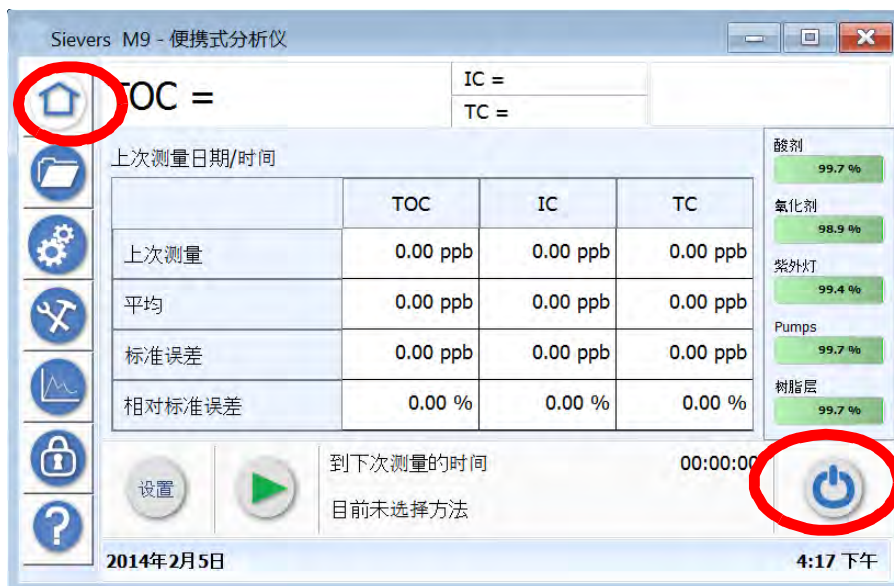 Sievers M9 - 便携式分析仪
TOC =
IC =
TC =
上次测量日期/时间
TOC IC TC
上次测量 0.00 ppb 0.00 ppb 0.00 ppb
平均 0.00 ppb 0.00 ppb 0.00 ppb
标准误差 0.00 ppb 0.00 ppb 0.00 ppb
相对标准误差 0.00 % 0.00 % 0.00 %
酸剂
99.7 %
氧化剂
98.9 %
紫外灯
99.4 %
Pumps
99.7 %
树脂层
99.7 %
设置
到下次测量的时间 00:00:00
目前未选择方法
2014年2月5日 4:17 下午